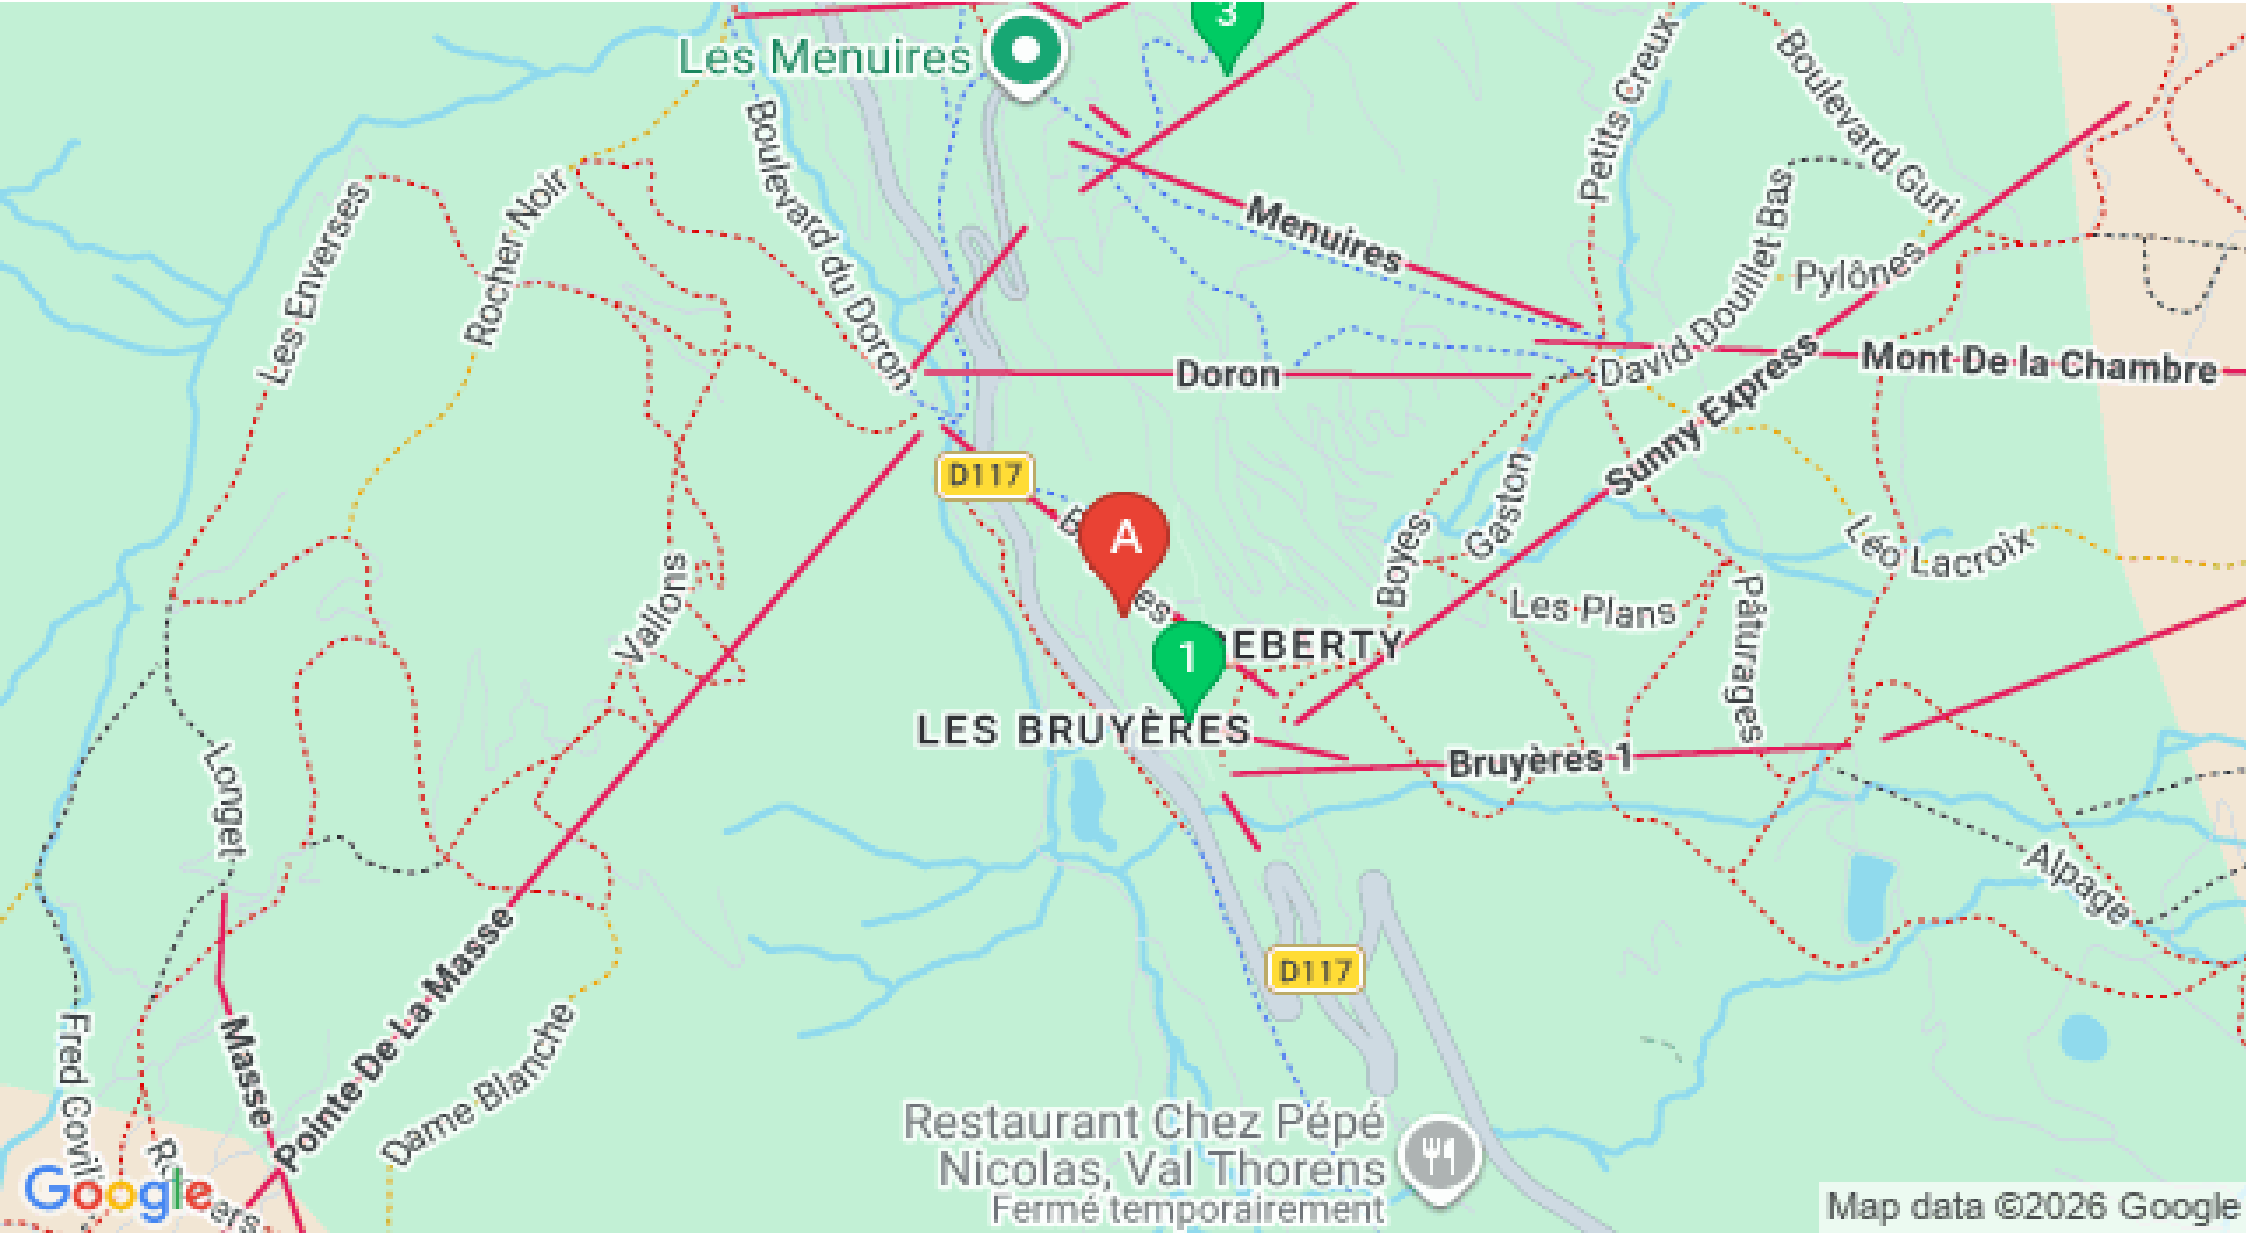 Les Menuires
3
Boulevard du Doron
Petits Creux
Boulevard Guri
Les Enverses
Rocher Noir
Menuires
David Douillet Bas
Pylônes
Doron
Sunny Express
Mont De la Chambre
D117
A
es
Boyes
Gaston
Léo Lacroix
Les Plans
Vallons
Pâturages
1
EBERTY
LES BRUYÈRES
Bruyères 1
Longet
Alpage
D117
Masse
Pointe De La Masse
Dame Blanche
Fred Covili
Restaurant Chez Pépé
Nicolas, Val Thorens
Fermé temporairement
Google
ers
Map data ©2026 Google